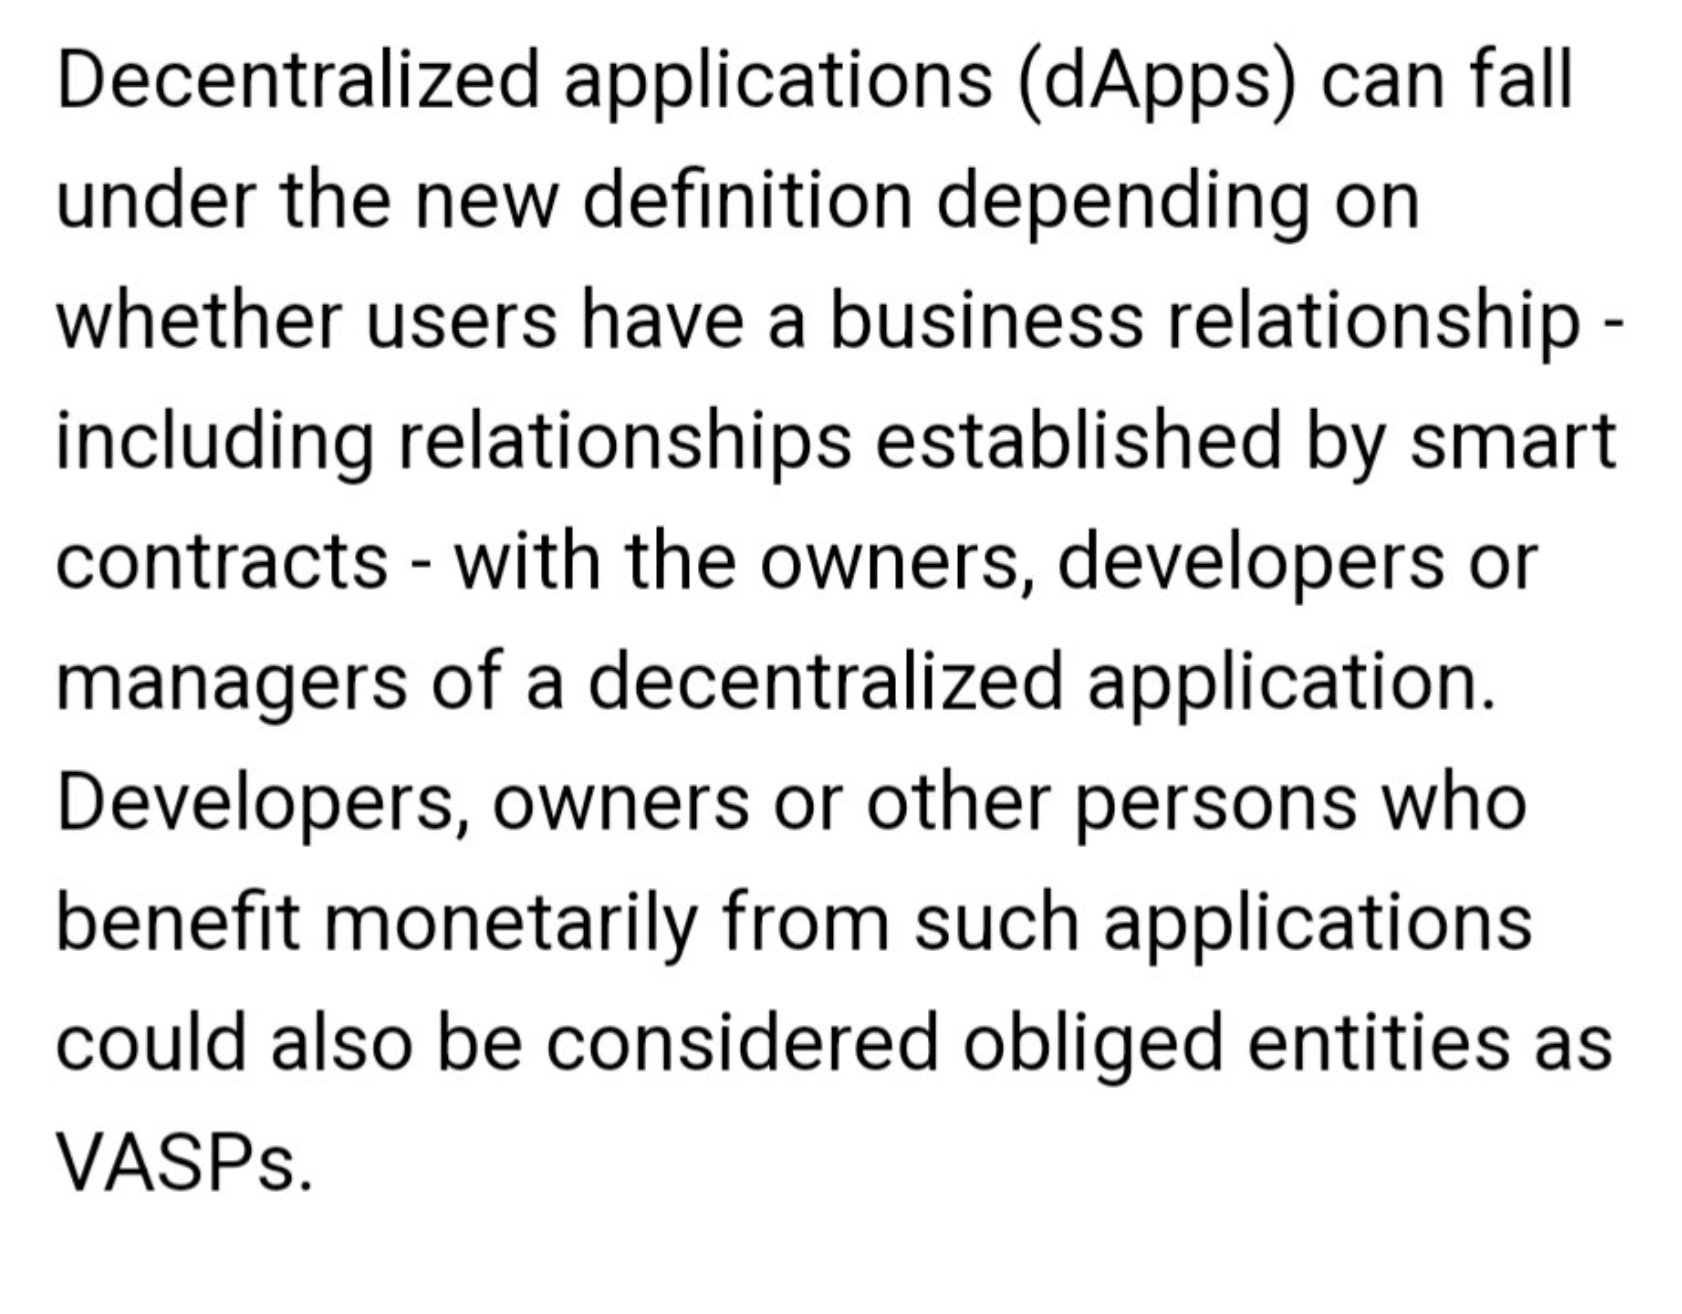 Decentralized applications (dApps) can fall
under the new definition depending on
whether users have a business relationship -
including relationships established by smart
contracts - with the owners, developers or
managers of a decentralized application.
Developers, owners or other persons who
benefit monetarily from such applications
could also be considered obliged entities as
VASPs.